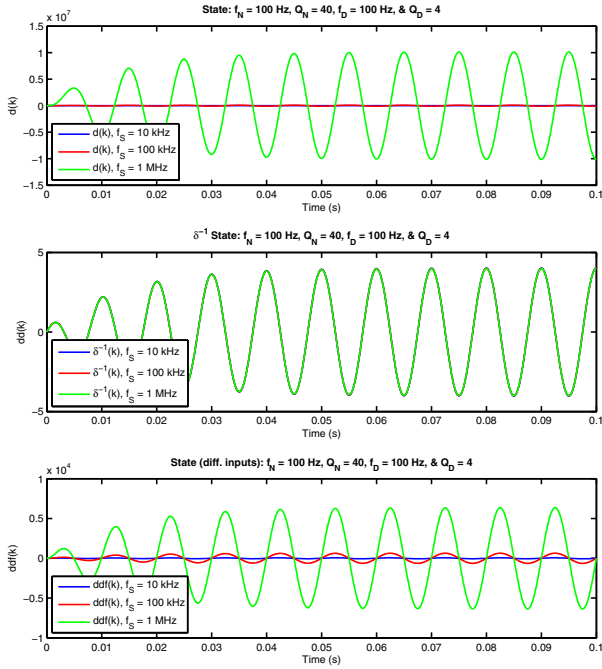 State: f_N = 100 Hz, Q_N = 40, f_D = 100 Hz, & Q_D = 4
x 10^7
1.5
1
0.5
0
-0.5
-1
-1.5
d(k)
d(k), f_S = 10 kHz
d(k), f_S = 100 kHz
d(k), f_S = 1 MHz
0 0.01 0.02 0.03 0.04 0.05 0.06 0.07 0.08 0.09 0.1
Time (s)
δ^-1 State: f_N = 100 Hz, Q_N = 40, f_D = 100 Hz, & Q_D = 4
5
0
-5
dd(k)
δ^-1(k), f_S = 10 kHz
δ^-1(k), f_S = 100 kHz
δ^-1(k), f_S = 1 MHz
0 0.01 0.02 0.03 0.04 0.05 0.06 0.07 0.08 0.09 0.1
Time (s)
State (diff. inputs): f_N = 100 Hz, Q_N = 40, f_D = 100 Hz, & Q_D = 4
x 10^4
1
0.5
0
-0.5
-1
ddf(k)
ddf(k), f_S = 10 kHz
ddf(k), f_S = 100 kHz
ddf(k), f_S = 1 MHz
0 0.01 0.02 0.03 0.04 0.05 0.06 0.07 0.08 0.09 0.1
Time (s)